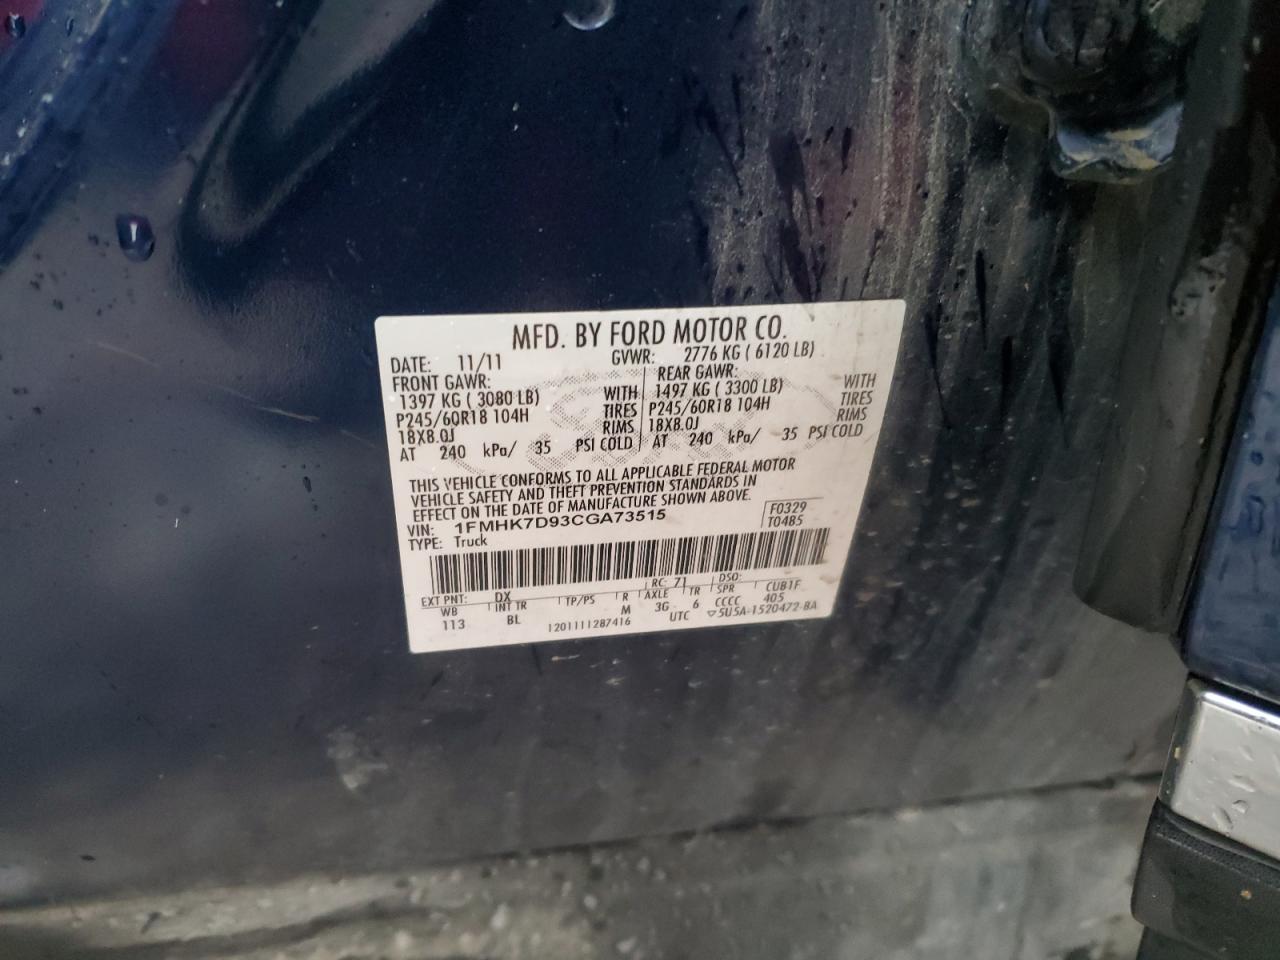 MFD. BY FORD MOTOR CO.
DATE: 11/11 GVWR: 2776 KG ( 6120 LB)
FRONT GAWR: REAR GAWR:
1397 KG ( 3080 LB) WITH 1497 KG ( 3300 LB) WITH
P245/60R18 104H TIRES P245/60R18 104H TIRES
18X8.0J RIMS 18X8.0J RIMS
AT 240 kPa/ 35 PSI COLD AT 240 kPa/ 35 PSI COLD
THIS VEHICLE CONFORMS TO ALL APPLICABLE FEDERAL MOTOR
VEHICLE SAFETY AND THEFT PREVENTION STANDARDS IN
EFFECT ON THE DATE OF MANUFACTURE SHOWN ABOVE.
VIN: 1FMHK7D93CGA73515 F0329
TYPE: Truck T04B5
EXT PNT: DX RC: 71 DSO:
WB INT TR TP/PS R AXLE TR SPR CUB1F
113 BL M 3G 6 CCCC 405
1201111287416 UTC ▽5U5A-1520472-BA